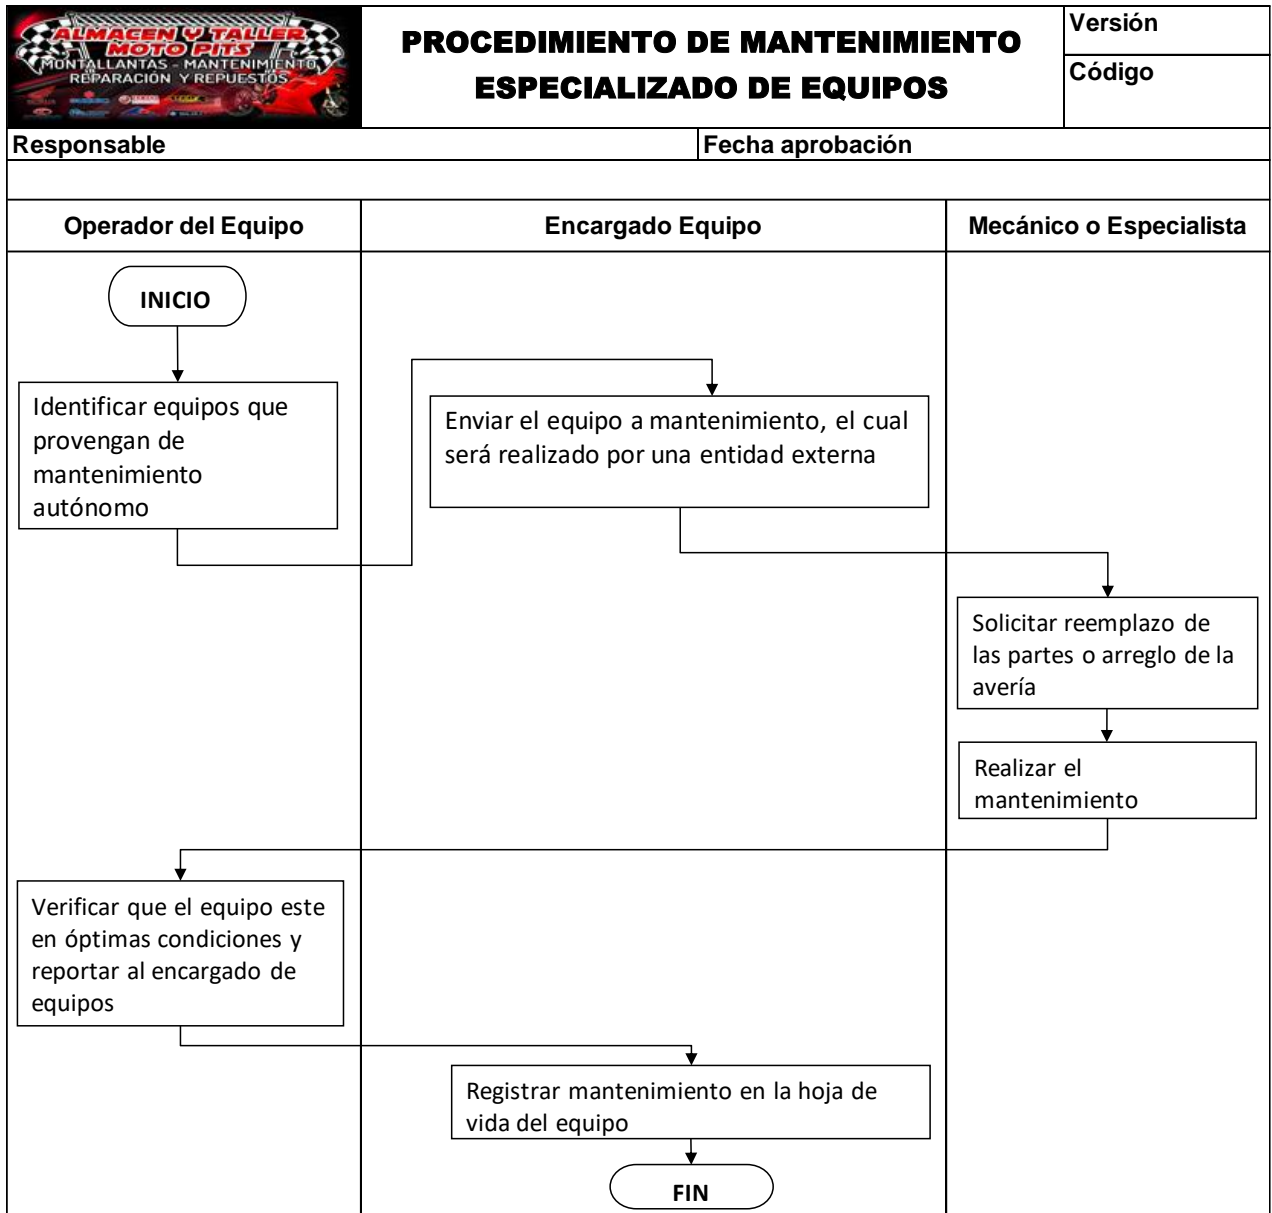 ALMACEN Y TALLER
MOTO PITS
MONTALLANTAS - MANTENIMIENTO
REPARACIÓN Y REPUESTOS
PROCEDIMIENTO DE MANTENIMIENTO
ESPECIALIZADO DE EQUIPOS
Versión
Código
Responsable
Fecha aprobación
Operador del Equipo
Encargado Equipo
Mecánico o Especialista
INICIO
Identificar equipos que
provengan de
mantenimiento
autónomo
Enviar el equipo a mantenimiento, el cual
será realizado por una entidad externa
Solicitar reemplazo de
las partes o arreglo de la
avería
Realizar el
mantenimiento
Verificar que el equipo este
en óptimas condiciones y
reportar al encargado de
equipos
Registrar mantenimiento en la hoja de
vida del equipo
FIN